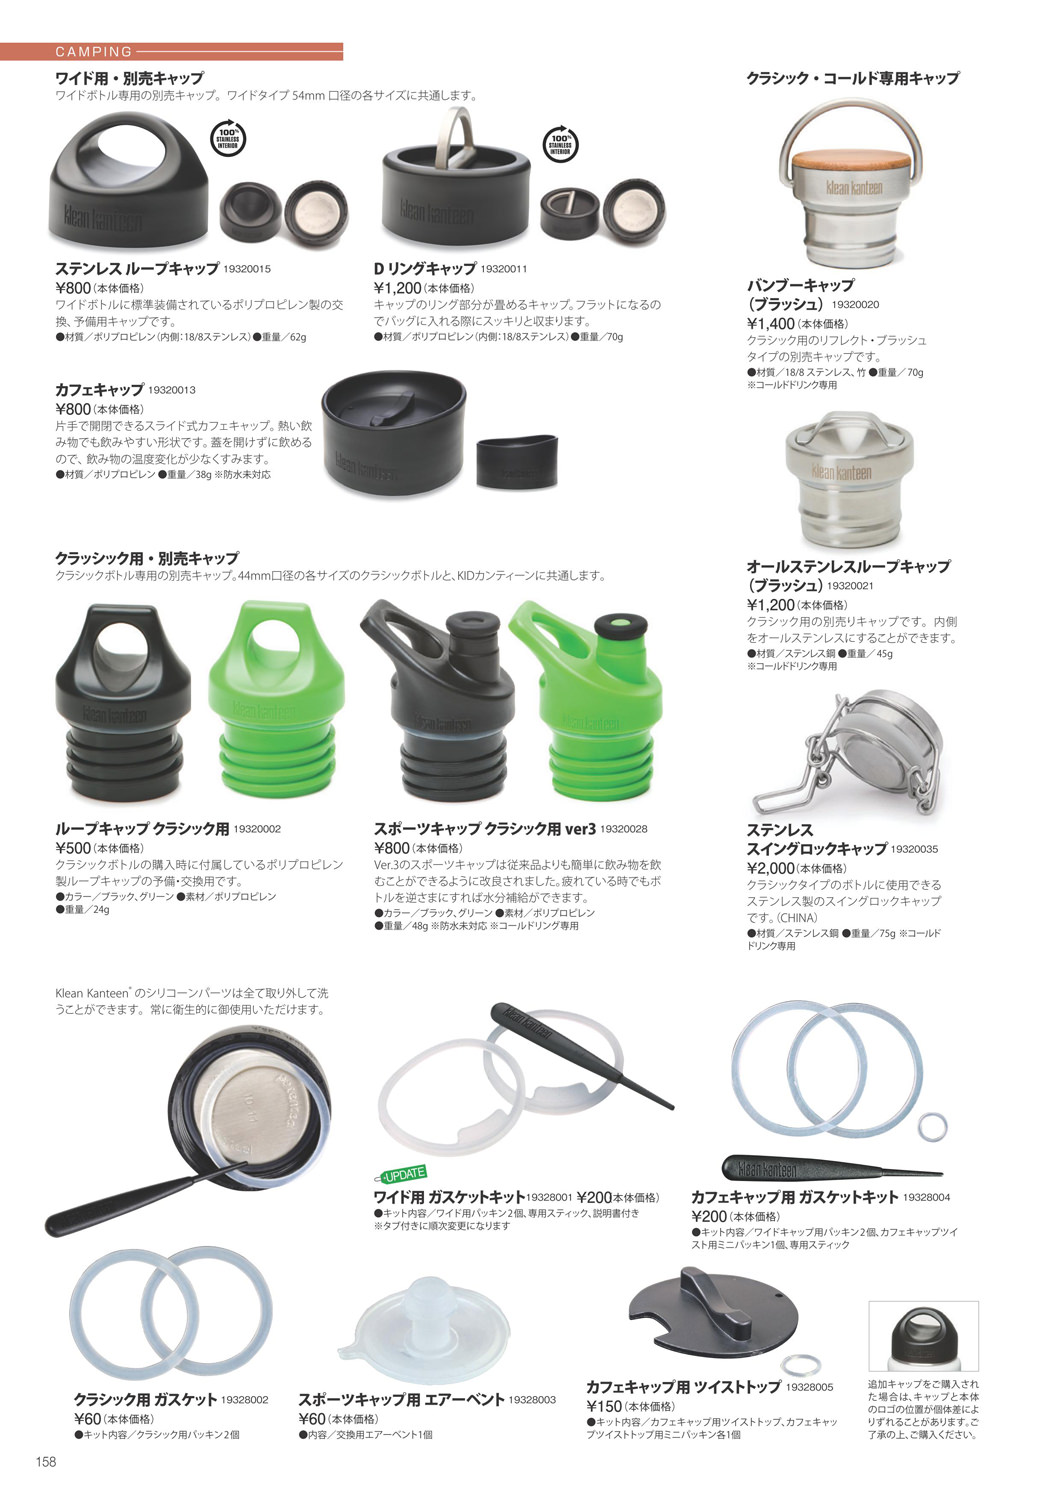 CAMPING
ワイド用・別売キャップ
ワイドボトル専用の別売キャップ。ワイドタイプ 54mm 口径の各サイズに共通します。
100%
STAINLESS
INTERIOR
klean kanteen
ステンレス ループキャップ 19320015
¥800（本体価格）
ワイドボトルに標準装備されているポリプロピレン製の交
換、予備用キャップです。
●材質／ポリプロピレン（内側：18/8ステンレス）●重量／62g
100%
STAINLESS
INTERIOR
klean kanteen
D リングキャップ 19320011
¥1,200（本体価格）
キャップのリング部分が畳めるキャップ。フラットになるの
でバッグに入れる際にスッキリと収まります。
●材質／ポリプロピレン（内側：18/8ステンレス）●重量／70g
カフェキャップ 19320013
¥800（本体価格）
片手で開閉できるスライド式カフェキャップ。熱い飲
み物でも飲みやすい形状です。蓋を開けずに飲める
ので、飲み物の温度変化が少なくすみます。
●材質／ポリプロピレン ●重量／38g ※防水未対応
klean kanteen
クラシック・コールド専用キャップ
klean kanteen
バンブーキャップ
（ブラッシュ）19320020
¥1,400（本体価格）
クラシック用のリフレクト・ブラッシュ
タイプの別売キャップです。
●材質／18/8 ステンレス、竹 ●重量／70g
※コールドドリンク専用
klean kanteen
オールステンレスループキャップ
（ブラッシュ）19320021
¥1,200（本体価格）
クラシック用の別売りキャップです。内側
をオールステンレスにすることができます。
●材質／ステンレス鋼 ●重量／45g
※コールドドリンク専用
ステンレス
スイングロックキャップ 19320035
¥2,000（本体価格）
クラシックタイプのボトルに使用できる
ステンレス製のスイングロックキャップ
です。（CHINA）
●材質／ステンレス鋼 ●重量／75g ※コールド
ドリンク専用
クラッシック用・別売キャップ
クラシックボトル専用の別売キャップ。44mm口径の各サイズのクラシックボトルと、KIDカンティーンに共通します。
klean kanteen
klean kanteen
klean kanteen
klean kanteen
ループキャップ クラシック用 19320002
¥500（本体価格）
クラシックボトルの購入時に付属しているポリプロピレン
製ループキャップの予備・交換用です。
●カラー／ブラック、グリーン ●素材／ポリプロピレン
●重量／24g
スポーツキャップ クラシック用 ver3 19320028
¥800（本体価格）
Ver.3のスポーツキャップは従来品よりも簡単に飲み物を飲
むことができるように改良されました。疲れている時でもボ
トルを逆さまにすれば水分補給ができます。
●カラー／ブラック、グリーン ●素材／ポリプロピレン
●重量／48g ※防水未対応 ※コールドリング専用
Klean Kanteen®のシリコーンパーツは全て取り外して洗
うことができます。常に衛生的に御使用いただけます。
klean kanteen
UPDATE
ワイド用 ガスケットキット19328001 ¥200本体価格）
●キット内容／ワイド用パッキン2個、専用スティック、説明書付き
※タブ付きに順次変更になります
klean kanteen
カフェキャップ用 ガスケットキット 19328004
¥200（本体価格）
●キット内容／ワイドキャップ用パッキン2個、カフェキャップツイ
スト用ミニパッキン1個、専用スティック
クラシック用 ガスケット 19328002
¥60（本体価格）
●キット内容／クラシック用パッキン2個
スポーツキャップ用 エアーベント 19328003
¥60（本体価格）
●内容／交換用エアーベント1個
カフェキャップ用 ツイストトップ 19328005
¥150（本体価格）
●キット内容／カフェキャップ用ツイストトップ、カフェキャッ
プツイストトップ用ミニパッキン各1個
追加キャップをご購入され
た場合は、キャップと本体
のロゴの位置が個体差によ
りずれることがあります。ご
了承の上、ご購入ください。
158